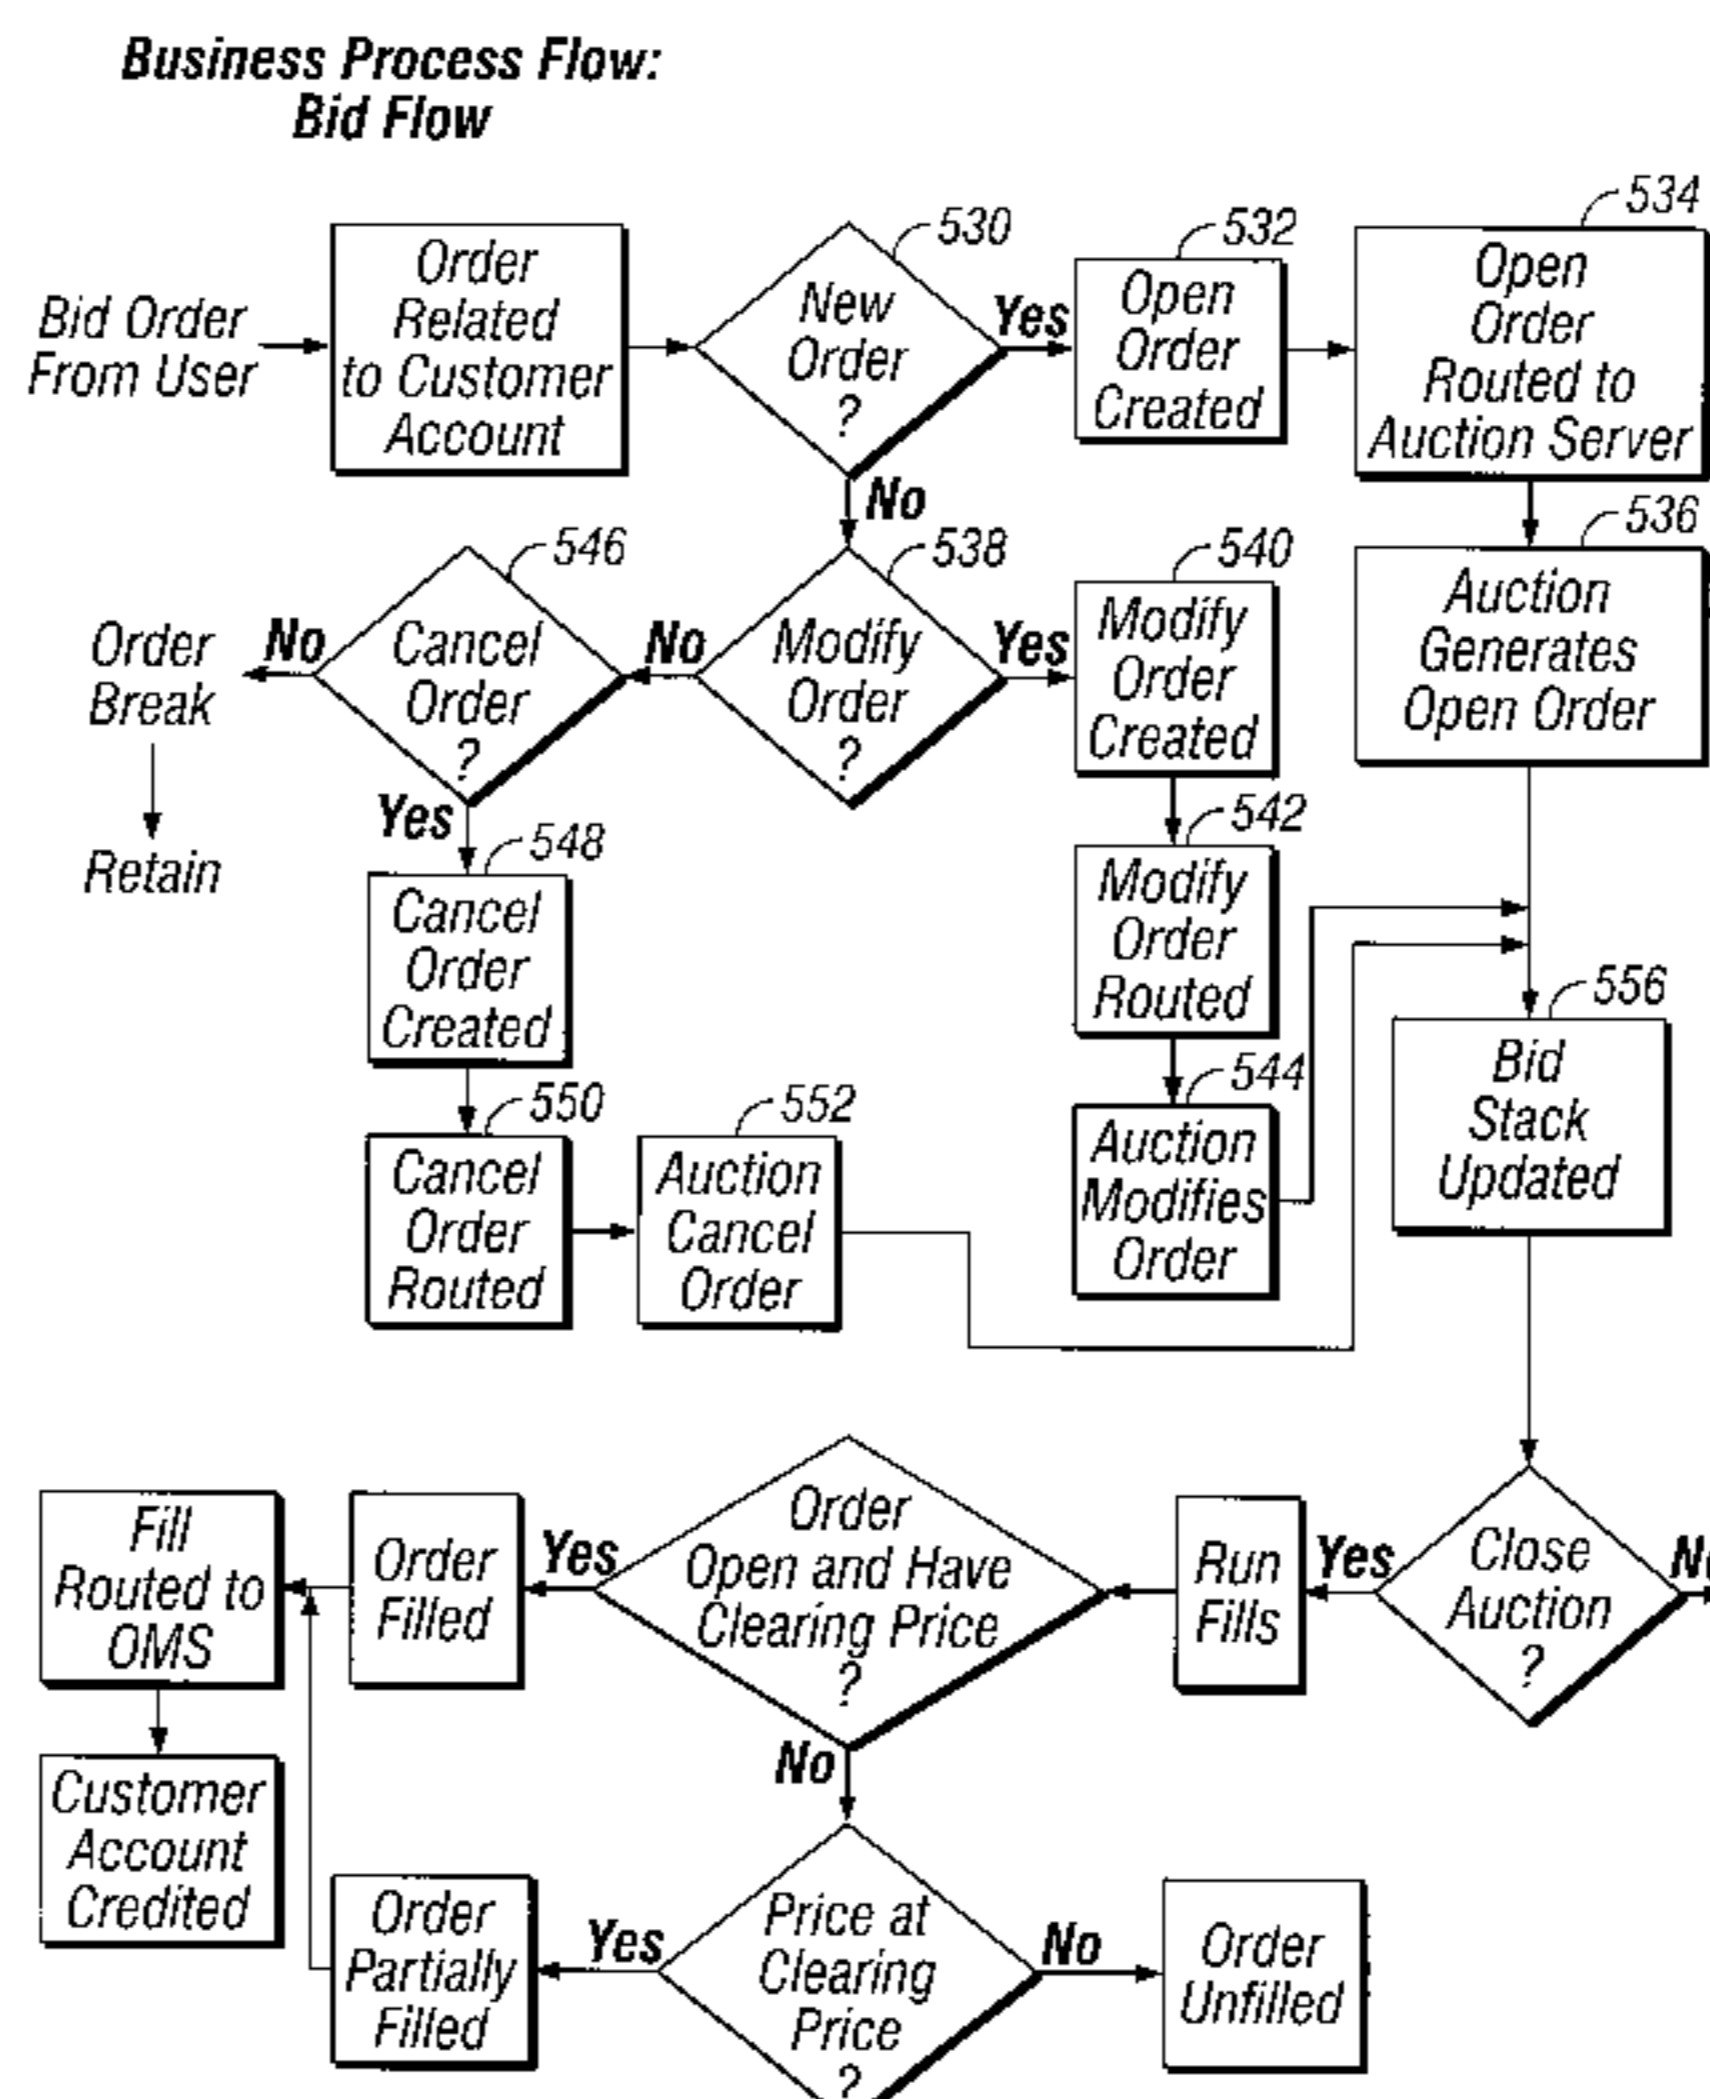 Business Process Flow:
Bid Flow
Bid Order
From User
Order
Related
to Customer
Account
530
New
Order
?
Yes
No
532
Open
Order
Created
534
Open
Order
Routed to
Auction Server
536
Auction
Generates
Open Order
538
Modify
Order
?
Yes
No
540
Modify
Order
Created
542
Modify
Order
Routed
544
Auction
Modifies
Order
546
Cancel
Order
?
No
Order
Break
Retain
Yes
548
Cancel
Order
Created
550
Cancel
Order
Routed
552
Auction
Cancel
Order
556
Bid
Stack
Updated
Close
Auction
?
Yes
Run
Fills
Order
Open and Have
Clearing Price
?
Yes
Order
Filled
Fill
Routed to
OMS
Customer
Account
Credited
No
Price at
Clearing
Price
?
Yes
Order
Partially
Filled
No
Order
Unfilled